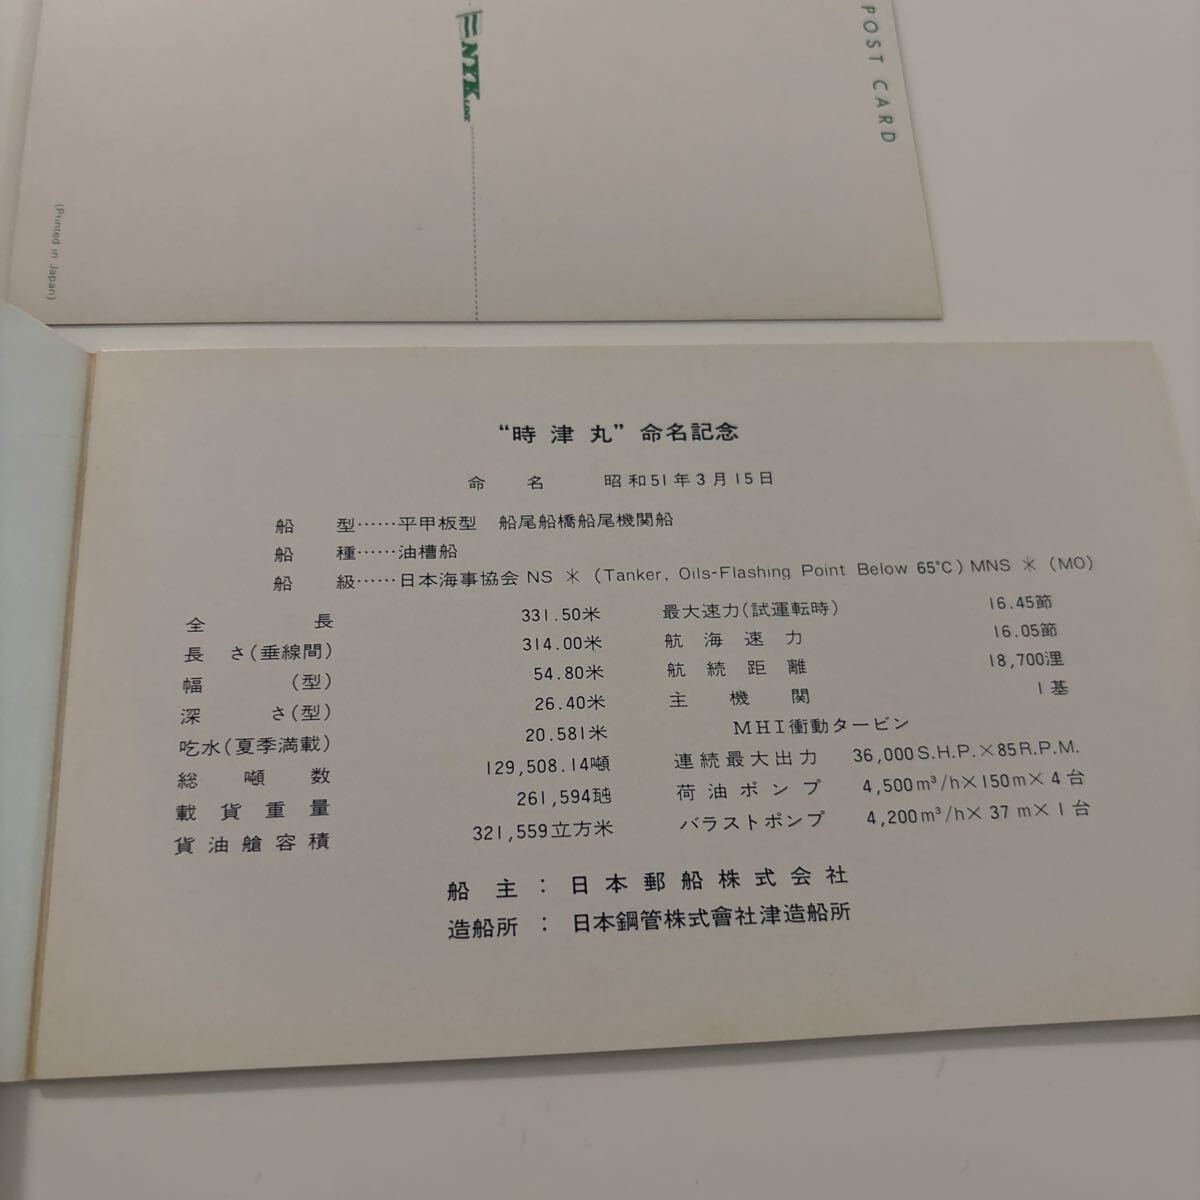 POST CARD
NYK LINE
(Printed in Japan)
“時津丸”命名記念
命名 昭和51年3月15日
船型……平甲板型 船尾船橋船尾機関船
船種……油槽船
船級……日本海事協会 NS ＊ (Tanker, Oils-Flashing Point Below 65°C) MNS ＊ (MO)
全長 331.50米
長さ(垂線間) 314.00米
幅(型) 54.80米
深さ(型) 26.40米
吃水(夏季満載) 20.581米
総噸数 129,508.14噸
載貨重量 261,594瓲
貨油艙容積 321,559立方米
最大速力(試運転時) 16.45節
航海速力 16.05節
航続距離 18,700浬
主機関 1基
MHI衝動タービン
連続最大出力 36,000S.H.P.×85R.P.M.
荷油ポンプ 4,500m³/h×150m×4台
バラストポンプ 4,200m³/h×37m×1台
船主：日本郵船株式会社
造船所：日本鋼管株式會社津造船所